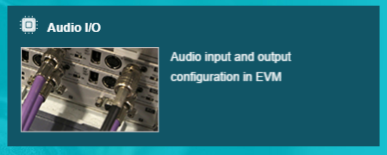 Audio I/O
Audio input and output
configuration in EVM